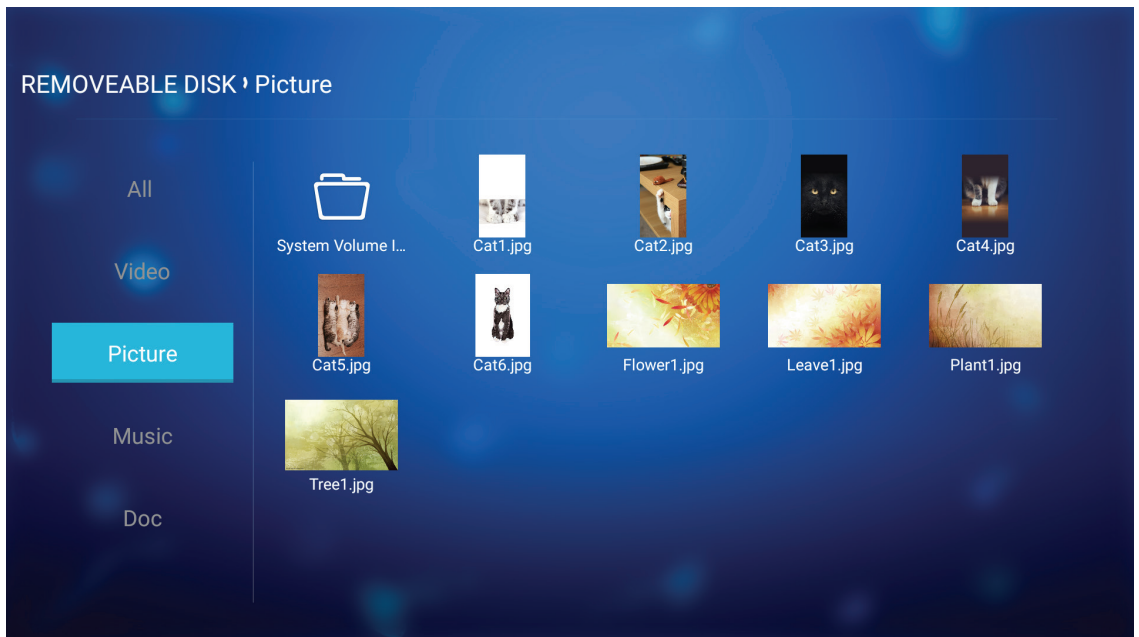 REMOVEABLE DISK Picture
All
Video
Picture
Music
Doc
System Volume I...
Cat1.jpg
Cat2.jpg
Cat3.jpg
Cat4.jpg
Cat5.jpg
Cat6.jpg
Flower1.jpg
Leave1.jpg
Plant1.jpg
Tree1.jpg